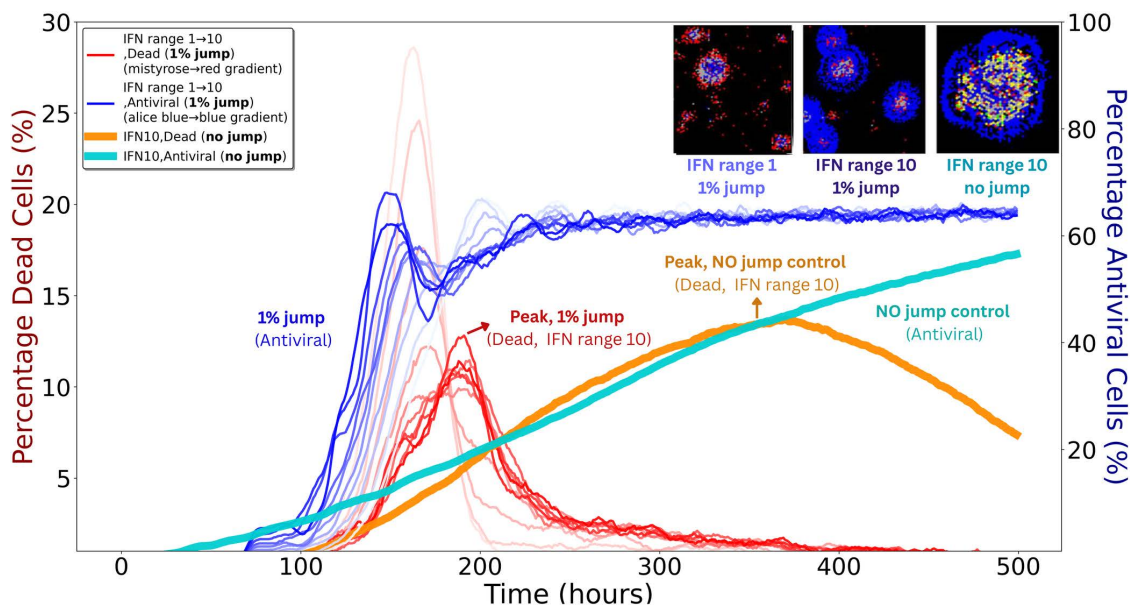 30
25
20
15
10
5
Percentage Dead Cells (%)
IFN range 1→10
,Dead (1% jump)
(mistyrose→red gradient)
IFN range 1→10
,Antiviral (1% jump)
(alice blue→blue gradient)
IFN10,Dead (no jump)
IFN10,Antiviral (no jump)
IFN range 1
1% jump
IFN range 10
1% jump
IFN range 10
no jump
1% jump
(Antiviral)
Peak, 1% jump
(Dead, IFN range 10)
Peak, NO jump control
(Dead, IFN range 10)
NO jump control
(Antiviral)
100
80
60
40
20
Percentage Antiviral Cells (%)
0
100
200
300
400
500
Time (hours)